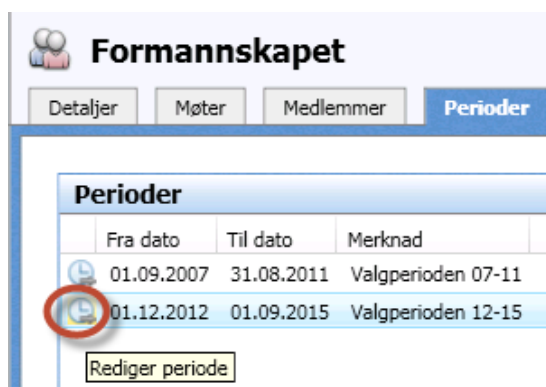 Formannskapet
Detaljer Møter Medlemmer Perioder
Perioder
Fra dato Til dato Merknad
01.09.2007 31.08.2011 Valgperioden 07-11
01.12.2012 01.09.2015 Valgperioden 12-15
Rediger periode